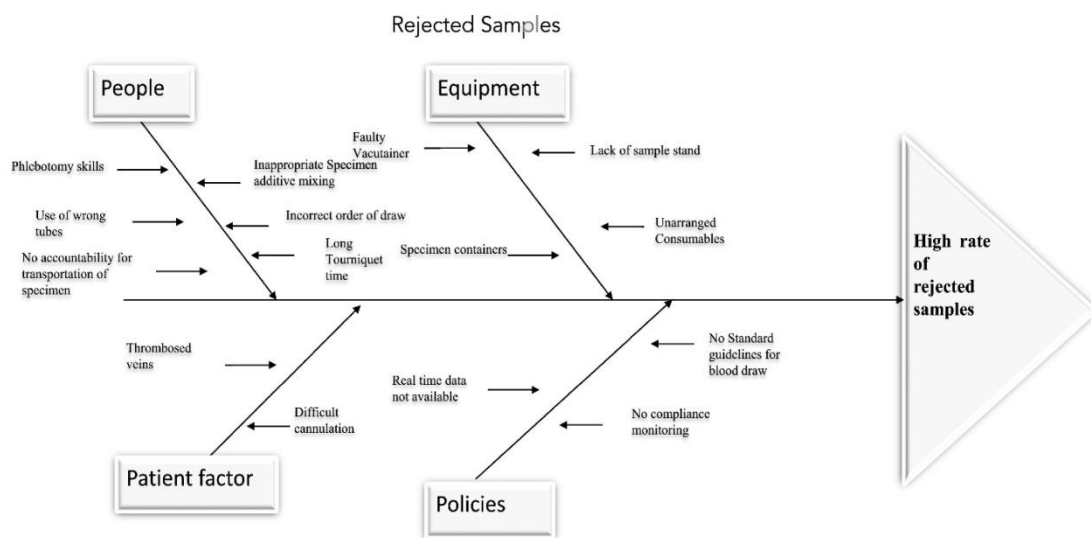 Rejected Samples
People
Equipment
Faulty
Vacutainer
Lack of sample stand
Phlebotomy skills
Inappropriate Specimen
additive mixing
Use of wrong
tubes
Incorrect order of draw
Unarranged
Consumables
No accountability for
transportation of
specimen
Long
Tourniquet
time
Specimen containers
High rate
of
rejected
samples
Thrombosed
veins
No Standard
guidelines for
blood draw
Real time data
not available
Difficult
cannulation
No compliance
monitoring
Patient factor
Policies